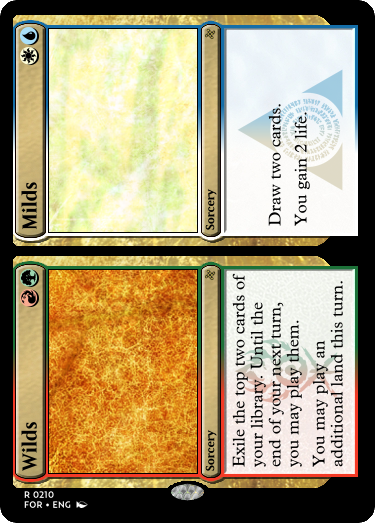 Wilds
Sorcery
Exile the top two cards of
your library. Until the
end of your next turn,
you may play them.
You may play an
additional land this turn.
Milds
Sorcery
Draw two cards.
You gain 2 life.
R 0210
FOR • ENG